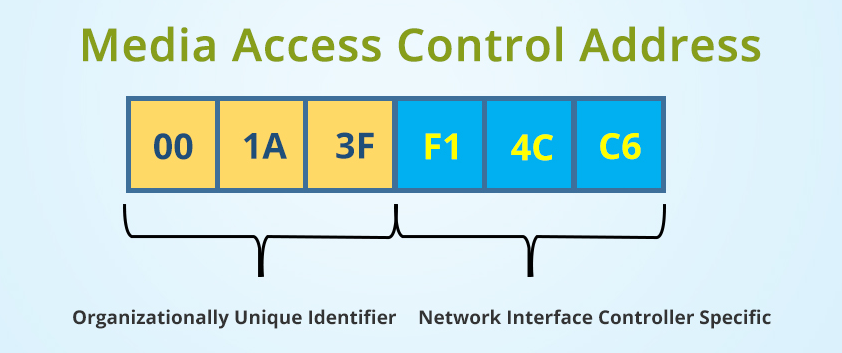 Media Access Control Address
00 1A 3F F1 4C C6
Organizationally Unique Identifier Network Interface Controller Specific